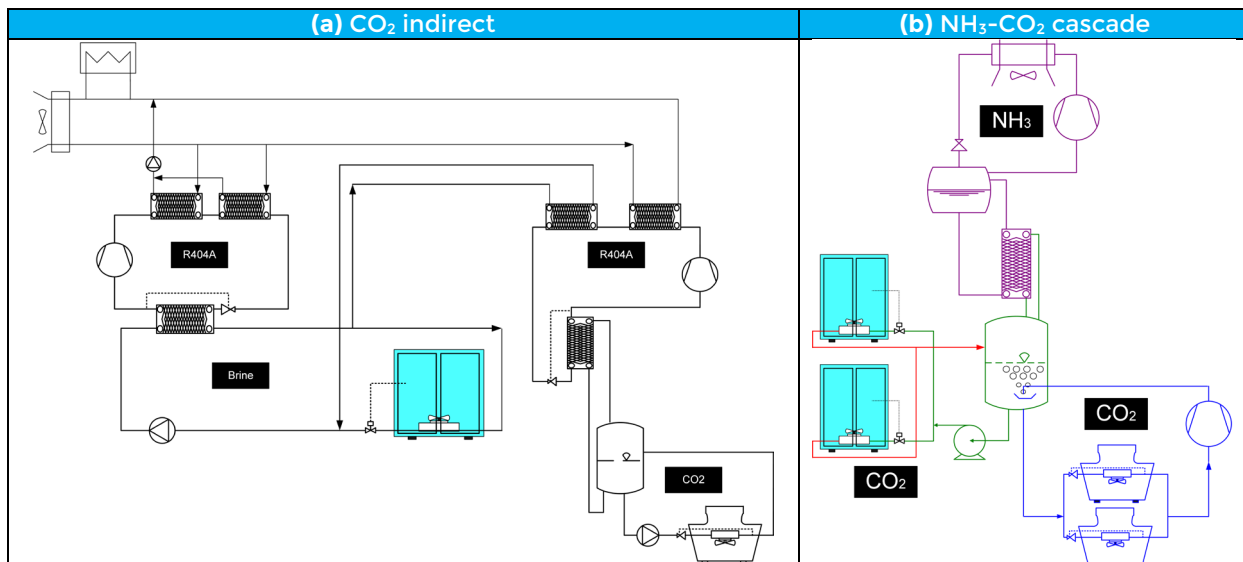 (a) CO₂ indirect
(b) NH₃-CO₂ cascade
R404A
R404A
Brine
CO2
NH₃
CO₂
CO₂